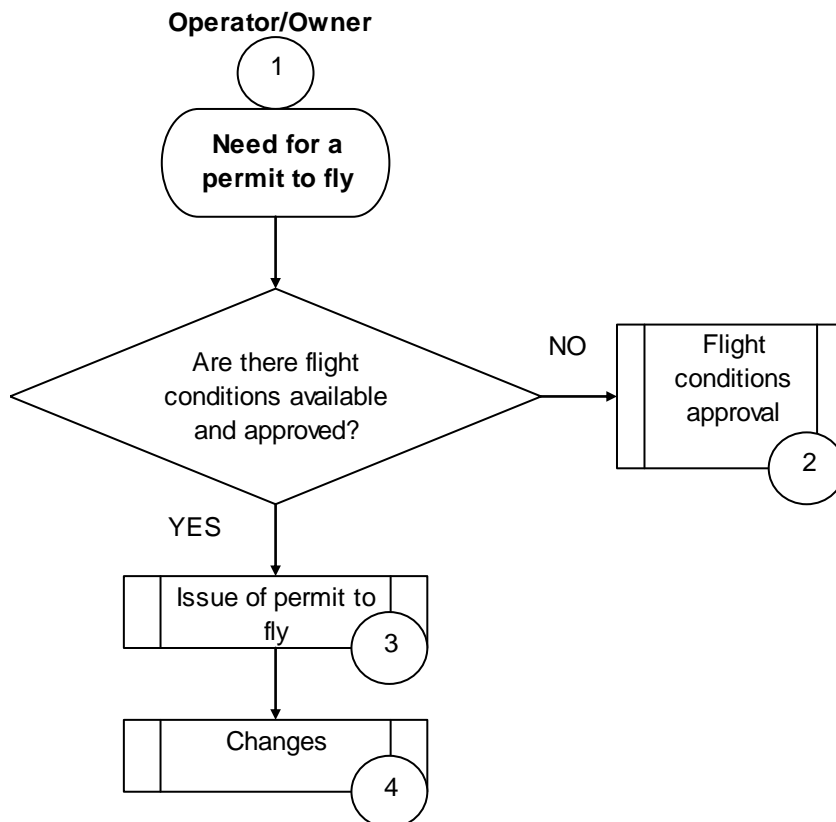 Operator/Owner
1
Need for a
permit to fly
Are there flight
conditions available
and approved?
NO
Flight
conditions
approval
2
YES
Issue of permit to
fly
3
Changes
4